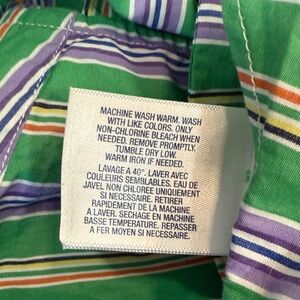 MACHINE WASH WARM. WASH
WITH LIKE COLORS. ONLY
NON-CHLORINE BLEACH WHEN
NEEDED. REMOVE PROMPTLY.
TUMBLE DRY LOW.
WARM IRON IF NEEDED.
LAVAGE A 40°. LAVER AVEC
COULEURS SEMBLABLES. EAU DE
JAVEL NON CHLOREE UNIQUEMENT
SI NECESSAIRE. RETIRER
RAPIDEMENT DE LA MACHINE
A LAVER. SECHAGE EN MACHINE
BASSE TEMPERATURE. REPASSER
A FER MOYEN SI NECESSAIRE.